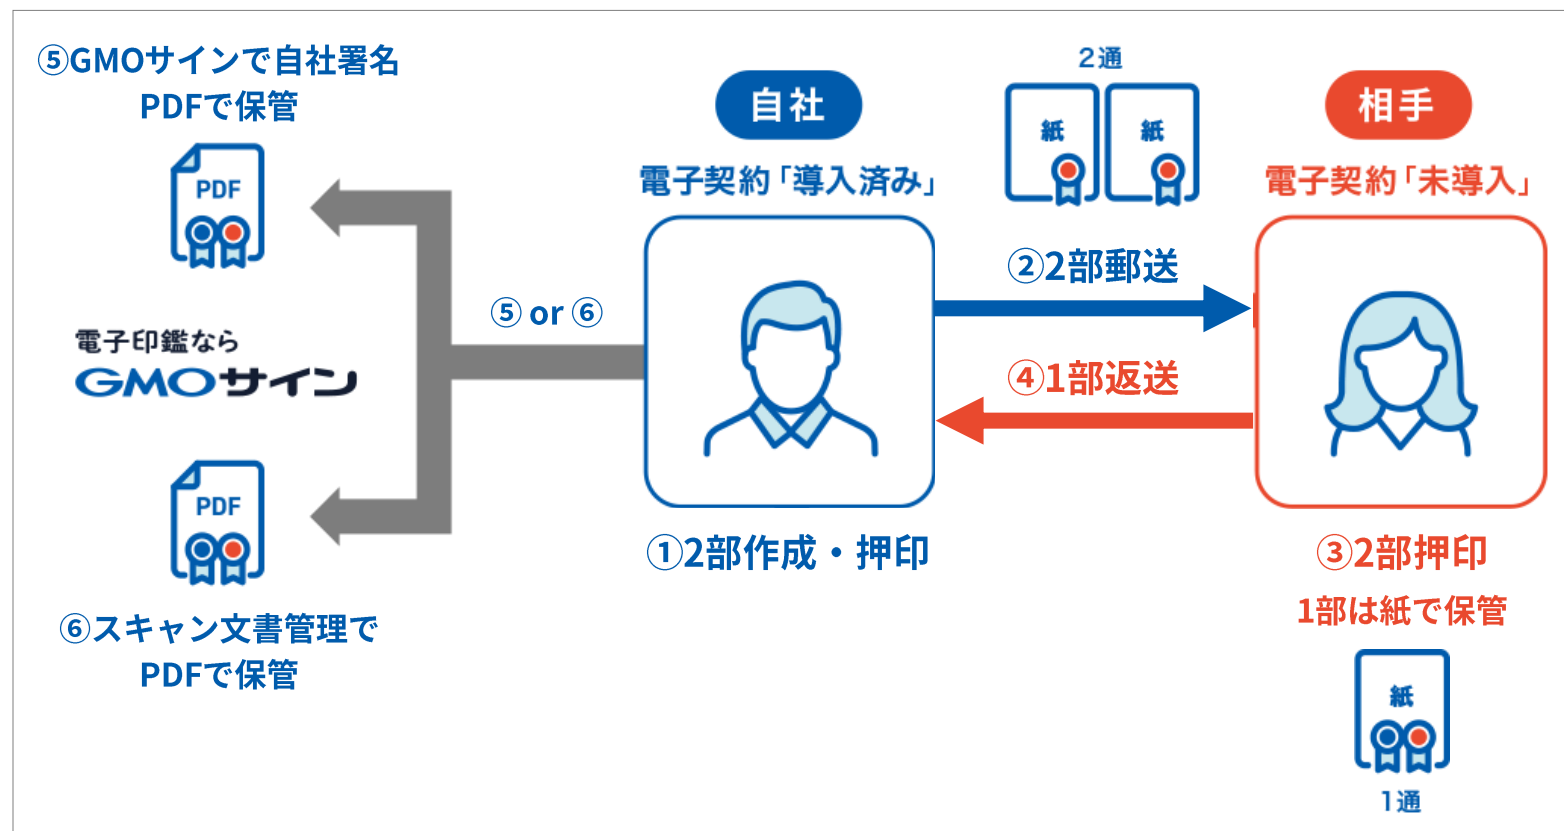 ⑤GMOサインで自社署名
PDFで保管
PDF
電子印鑑なら
GMOサイン
PDF
⑥スキャン文書管理で
PDFで保管
⑤ or ⑥
自社
電子契約「導入済み」
①2部作成・押印
2通
紙
紙
②2部郵送
④1部返送
相手
電子契約「未導入」
③2部押印
1部は紙で保管
紙
1通